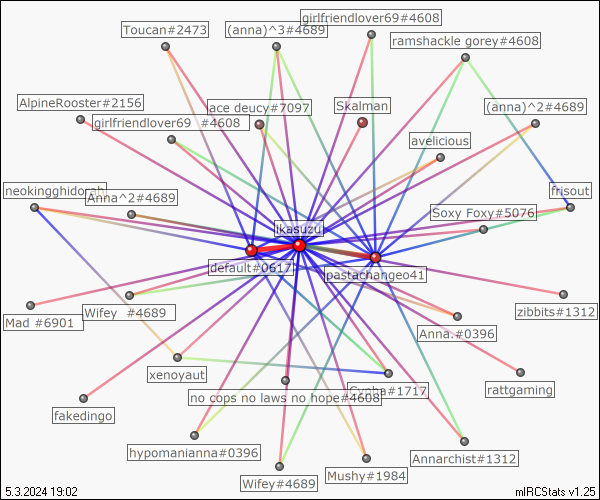 girlfriendlover69#4608
Toucan#2473
(anna)^3#4689
ramshackle gorey#4608
AlpineRooster#2156
ace deucy#7097
Skalman
(anna)^2#4689
girlfriendlover69 #4608
avelicious
neokingghidorah
Anna^2#4689
frisout
Soxy Foxy#5076
ikasuzu
default#0617
pastachangeo41
Mad #6901
Wifey #4689
zibbits#1312
Anna.#0396
xenoyaut
rattgaming
no cops no laws no hope#4608
Cypha#1717
fakedingo
hypomanianna#0396
Annarchist#1312
Wifey#4689
Mushy#1984
5.3.2024 19:02
mIRCStats v1.25